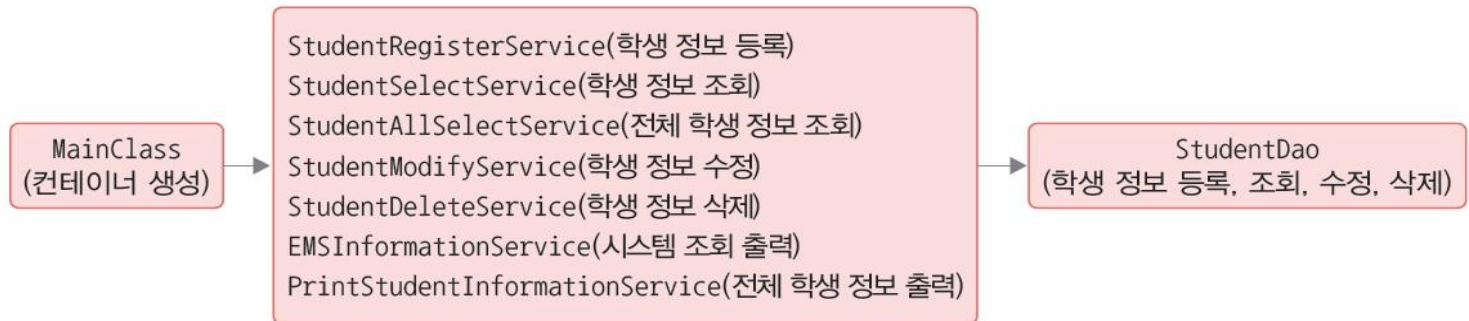 MainClass
(컨테이너 생성)
StudentRegisterService(학생 정보 등록)
StudentSelectService(학생 정보 조회)
StudentAllSelectService(전체 학생 정보 조회)
StudentModifyService(학생 정보 수정)
StudentDeleteService(학생 정보 삭제)
EMSInformationService(시스템 조회 출력)
PrintStudentInformationService(전체 학생 정보 출력)
StudentDao
(학생 정보 등록, 조회, 수정, 삭제)